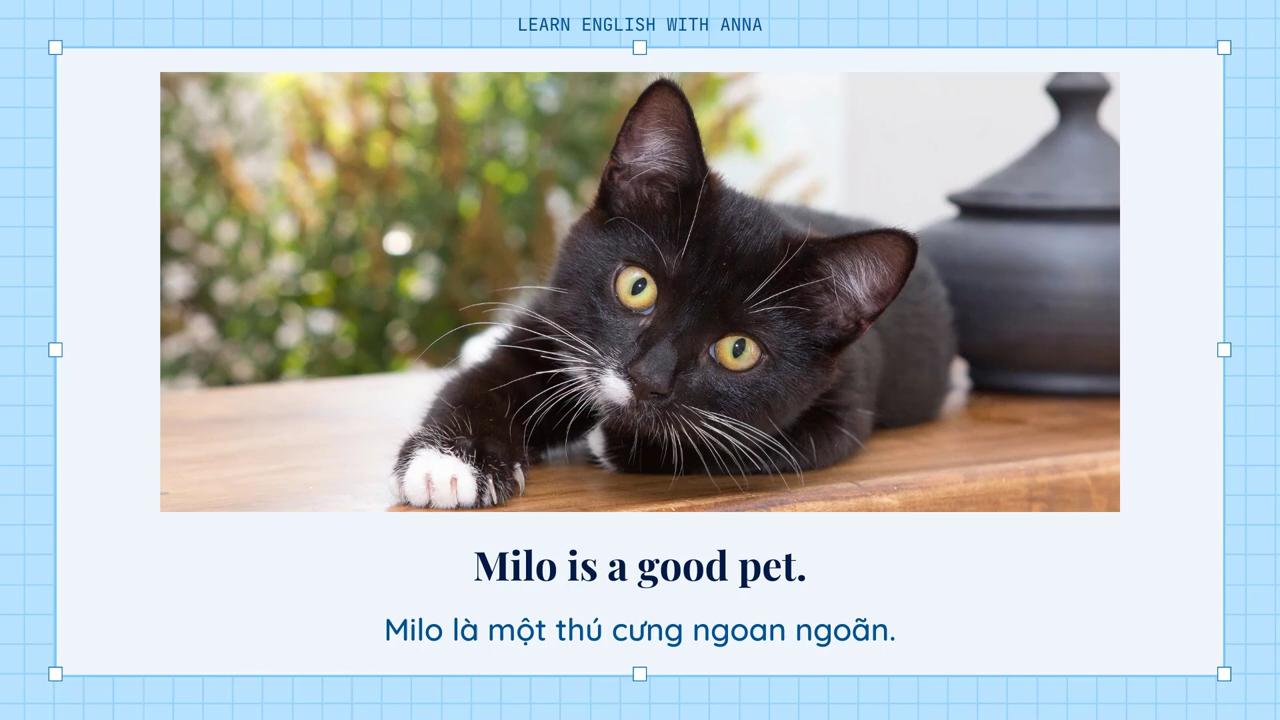 LEARN ENGLISH WITH ANNA
Milo is a good pet.
Milo là một thú cưng ngoan ngoãn.